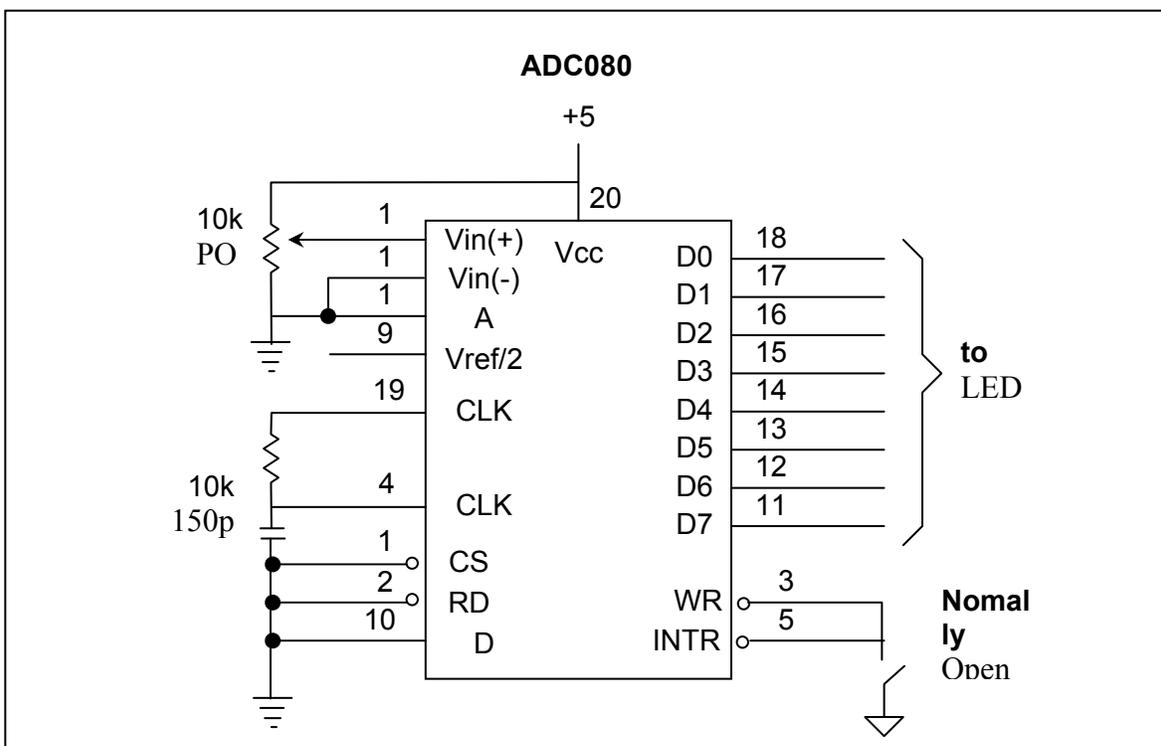 ADC080
+5
20
10k
PO
1
Vin(+)
Vcc
1
Vin(-)
1
A
9
Vref/2
19
CLK
10k
150p
4
CLK
1
CS
2
RD
10
D
D0
18
D1
17
D2
16
D3
15
D4
14
D5
13
D6
12
D7
11
to
LED
WR
3
INTR
5
Nomal
ly
Open